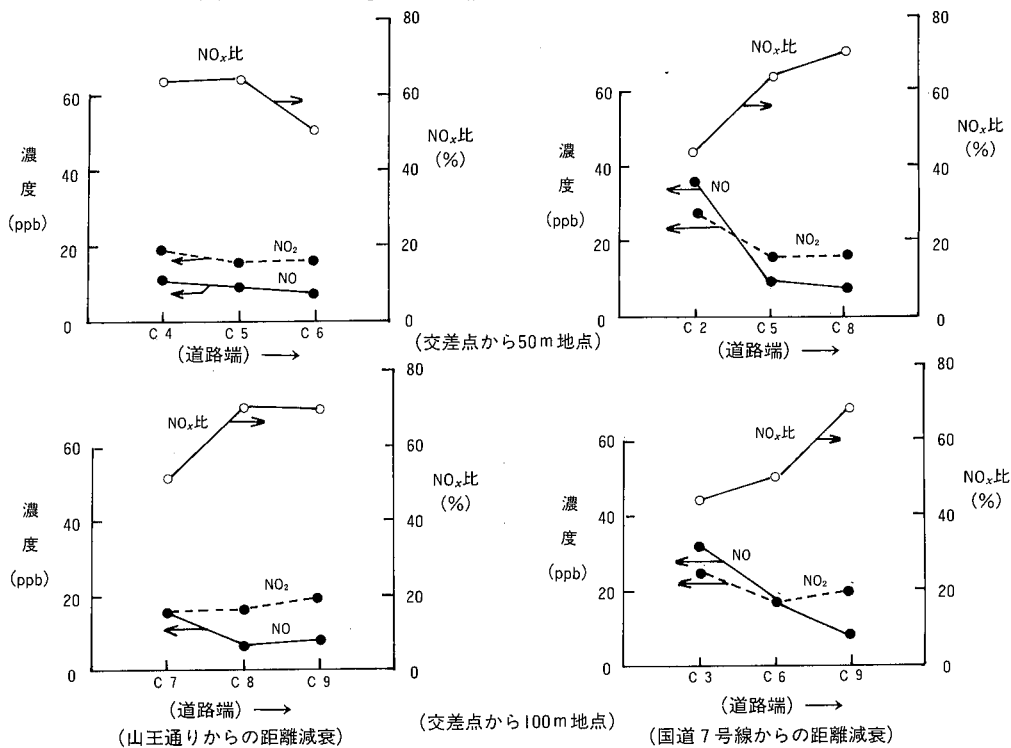 80
NOx比
60
60
濃
度
(ppb)
40
NOx比
(%)
40
20
NO2
20
NO
0
0
C 4
C 5
C 6
(道路端) →
80
NOx比
60
60
濃
度
(ppb)
40
NO
NOx比
(%)
40
20
NO2
20
0
0
C 2
C 5
C 8
(道路端) →
(交差点から50m地点)
80
NOx比
60
60
濃
度
(ppb)
40
NOx比
(%)
40
20
NO2
20
NO
0
0
C 7
C 8
C 9
(道路端) →
(山王通りからの距離減衰)
80
NOx比
60
60
濃
度
(ppb)
40
NO
NOx比
(%)
40
20
NO2
20
0
0
C 3
C 6
C 9
(道路端) →
(交差点から100m地点)
(国道7号線からの距離減衰)